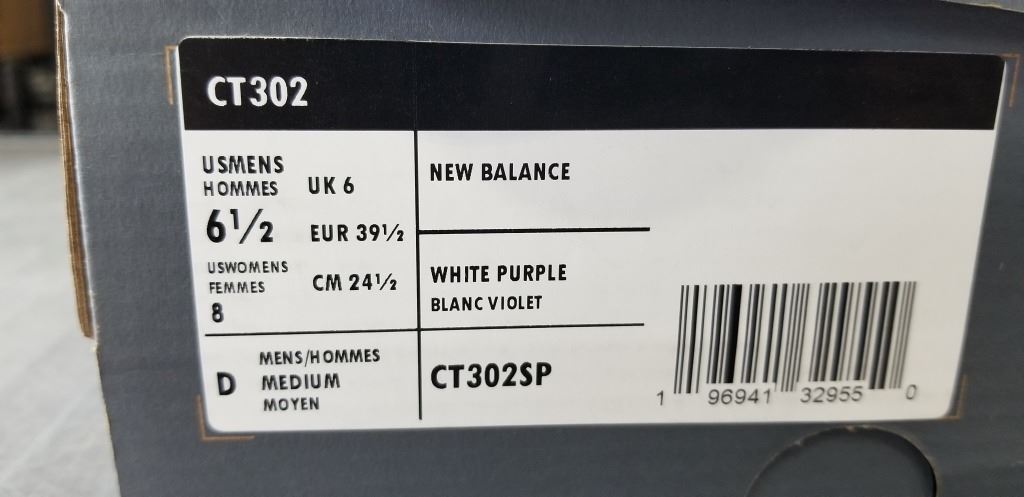 CT302
USMENS
HOMMES
6½
UK 6
EUR 39½
USWOMENS
FEMMES
8
CM 24½
NEW BALANCE
WHITE PURPLE
BLANC VIOLET
D
MENS/HOMMES
MEDIUM
MOYEN
CT302SP
1 96941 32955 0